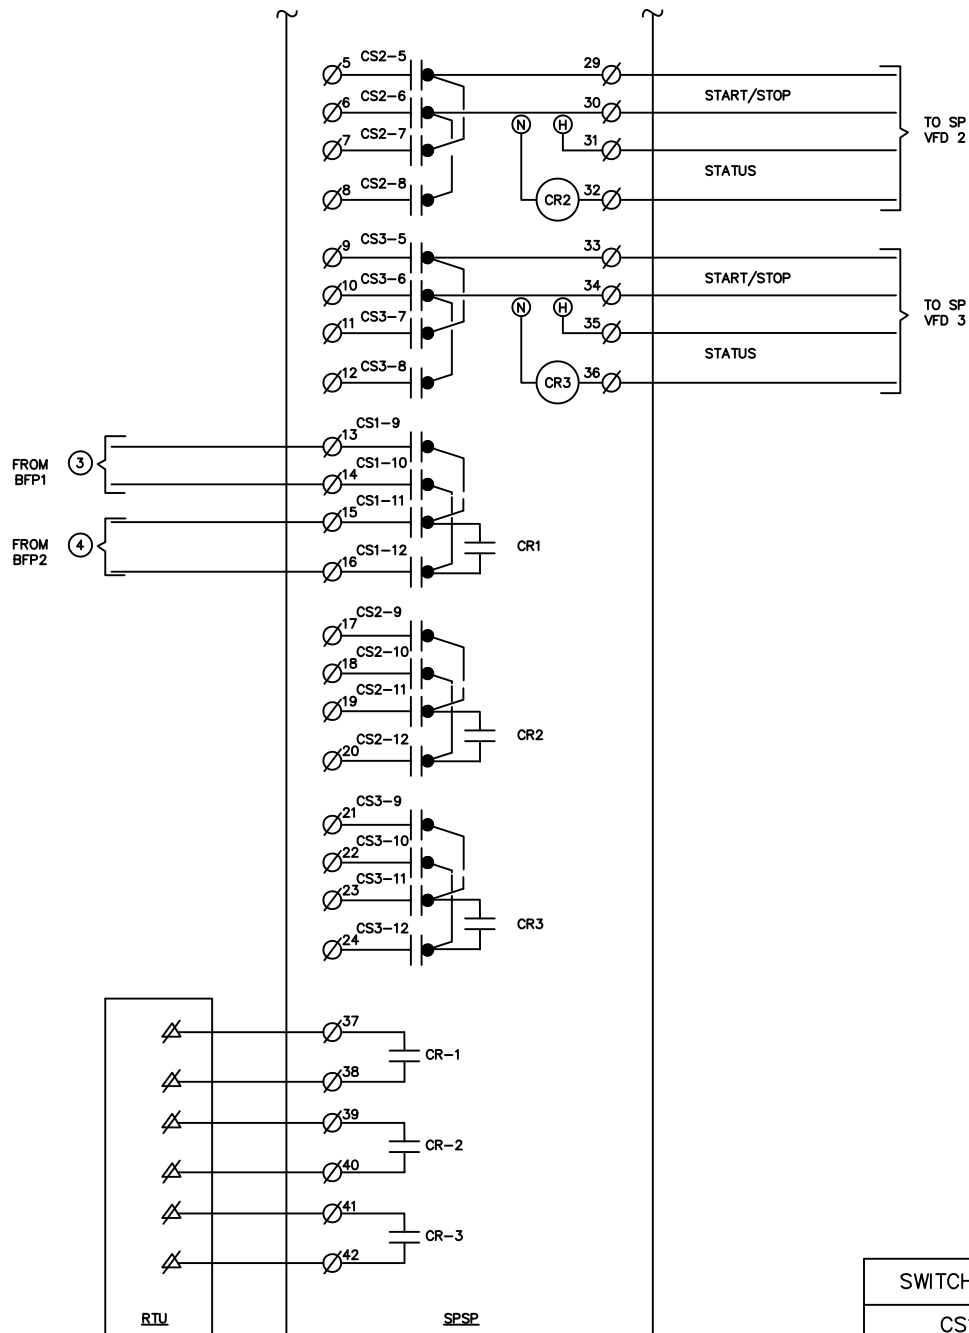 CS2-5
5
29
START/STOP
CS2-6
6
30
N
H
TO SP
VFD 2
CS2-7
7
31
STATUS
CS2-8
8
CR2
32
CS3-5
9
33
START/STOP
CS3-6
10
34
N
H
TO SP
VFD 3
CS3-7
11
35
STATUS
CS3-8
12
CR3
36
CS1-9
13
FROM
BFP1
3
CS1-10
14
CS1-11
15
FROM
BFP2
4
CR1
CS1-12
16
CS2-9
17
CS2-10
18
CS2-11
19
CR2
CS2-12
20
CS3-9
21
CS3-10
22
CS3-11
23
CR3
CS3-12
24
37
CR-1
38
39
CR-2
40
41
CR-3
42
RTU
SPSP
SWITCH